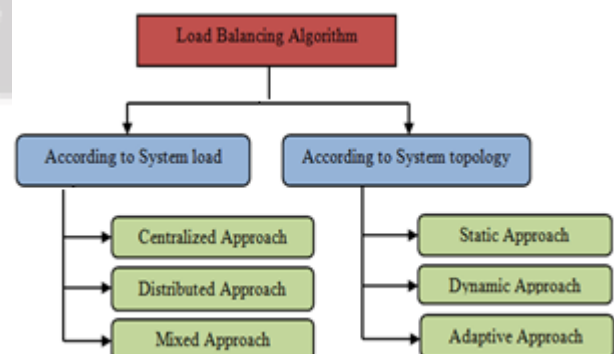 Load Balancing Algorithm
According to System load
According to System topology
Centralized Approach
Distributed Approach
Mixed Approach
Static Approach
Dynamic Approach
Adaptive Approach